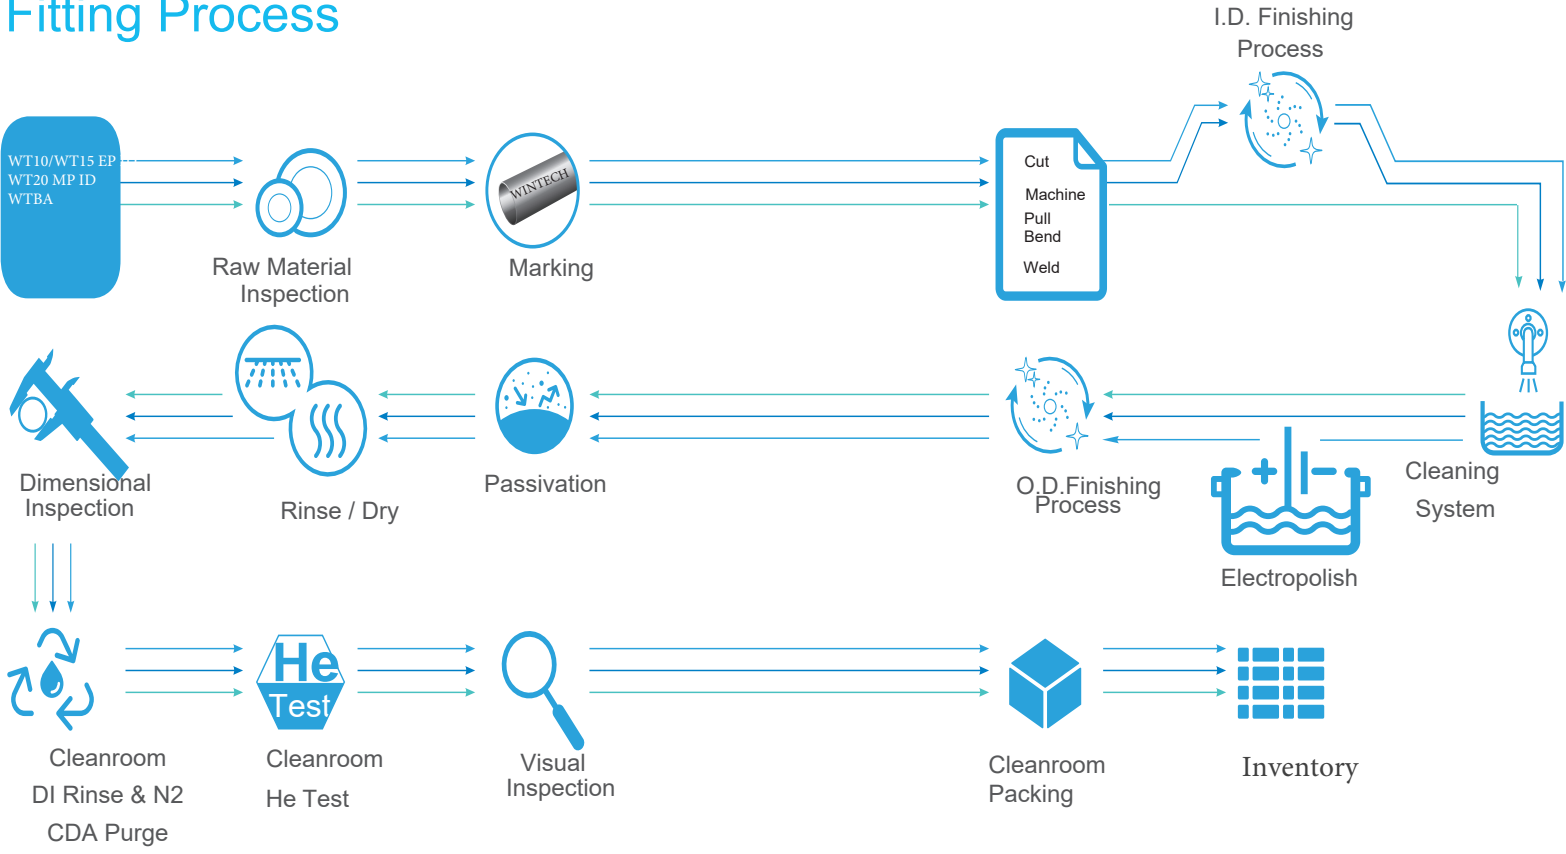 Fitting Process
I.D. Finishing
Process
WT10/WT15 EP
WT20 MP ID
WTBA
WINTECH
Cut
Machine
Pull
Bend
Weld
Raw Material
Inspection
Marking
Dimensional
Inspection
Rinse / Dry
Passivation
O.D.Finishing
Process
Electropolish
Cleaning
System
He
Test
Cleanroom
DI Rinse & N2
CDA Purge
Cleanroom
He Test
Visual
Inspection
Cleanroom
Packing
Inventory